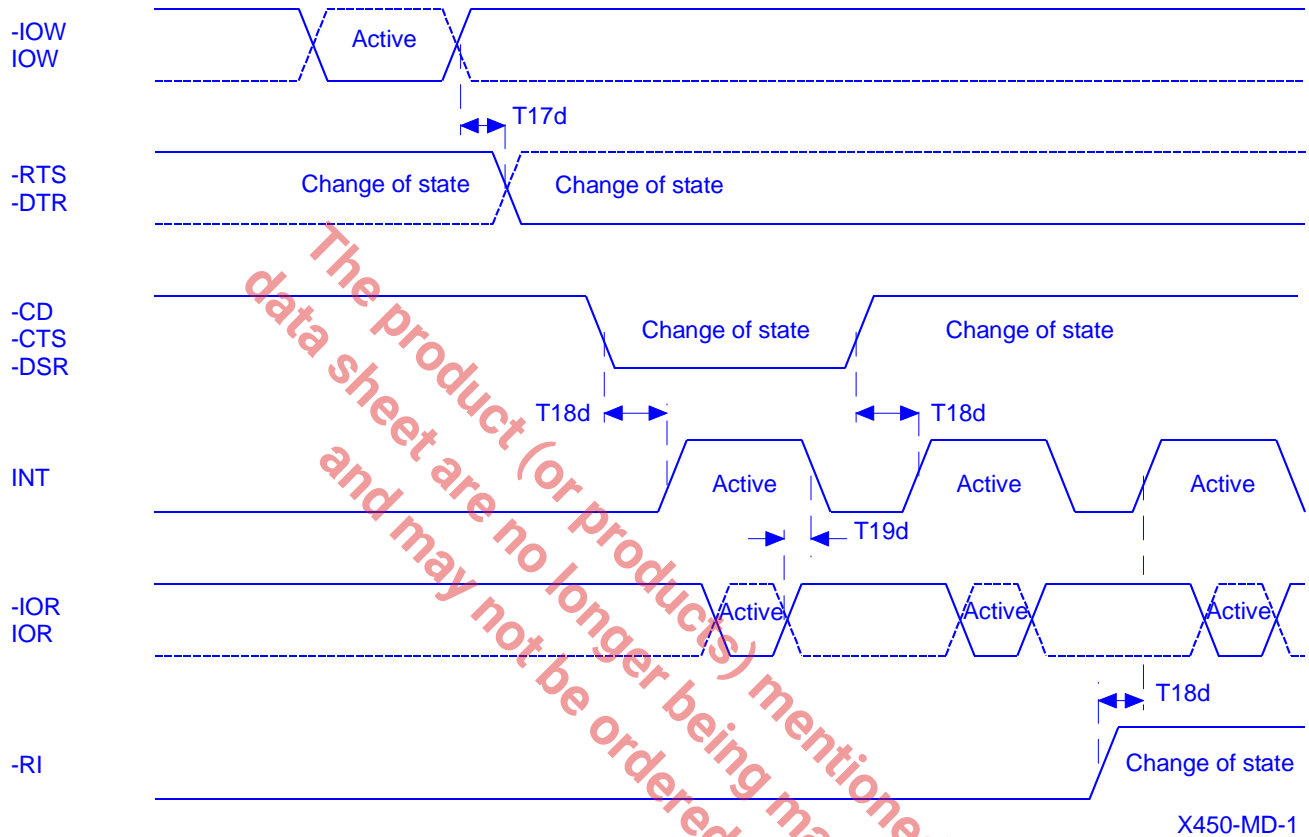 -IOW
IOW
Active
T17d
-RTS
-DTR
Change of state
Change of state
-CD
-CTS
-DSR
Change of state
Change of state
T18d
T18d
INT
Active
Active
Active
T19d
-IOR
IOR
Active
Active
Active
T18d
-RI
Change of state
X450-MD-1
The product (or products) mentione
data sheet are no longer being ma
and may not be ordered